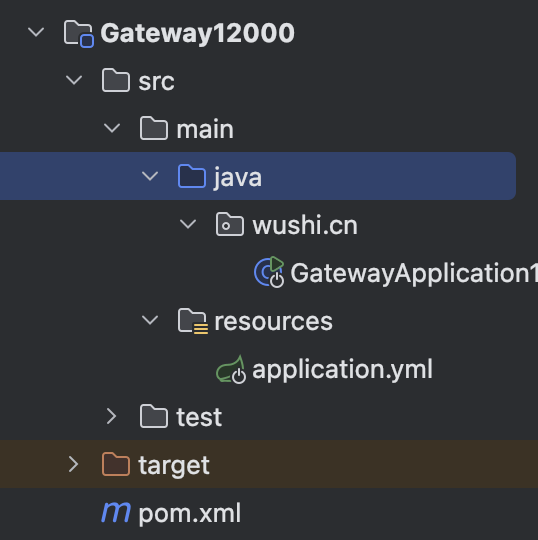 Gateway12000
src
main
java
wushi.cn
GatewayApplication1
resources
application.yml
test
target
pom.xml